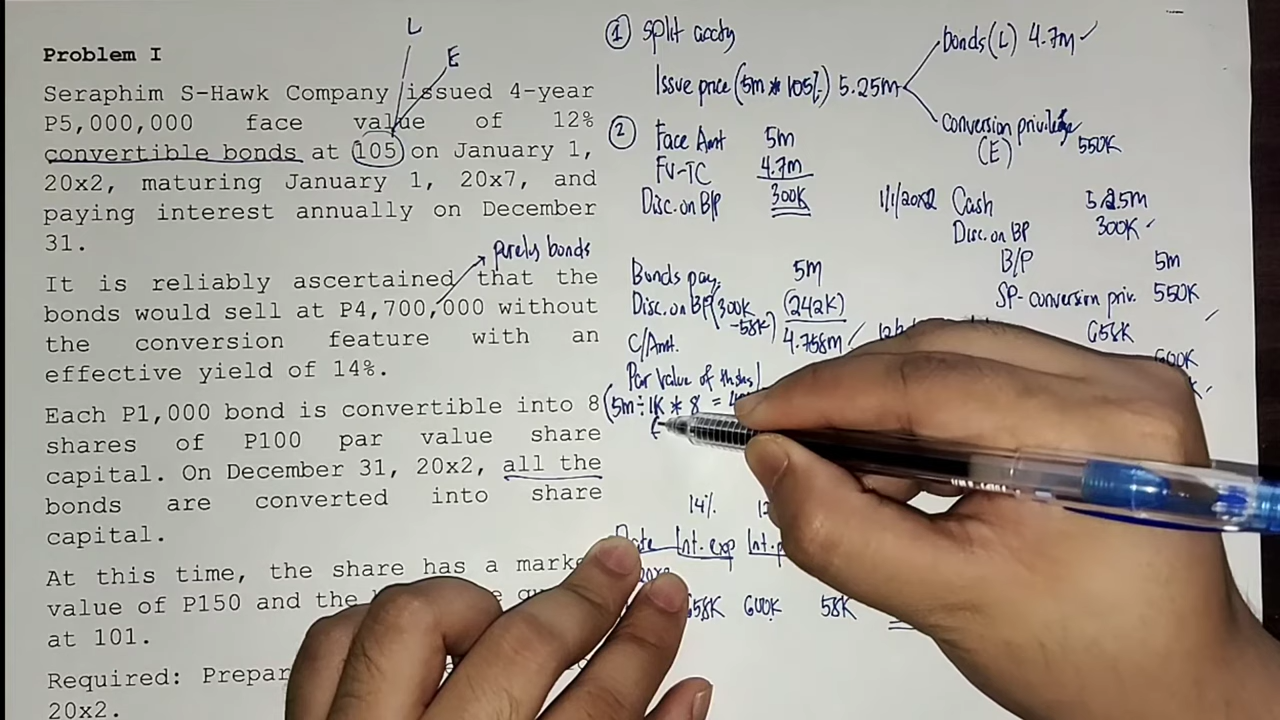 Problem I
Seraphim S-Hawk Company issued 4-year
P5,000,000 face value of 12%
convertible bonds at 105 on January 1,
20x2, maturing January 1, 20x7, and
paying interest annually on December
31.
It is reliably ascertained that the
bonds would sell at P4,700,000 without
the conversion feature with an
effective yield of 14%.
Each P1,000 bond is convertible into 8
shares of P100 par value share
capital. On December 31, 20x2, all the
bonds are converted into share
capital.
At this time, the share has a
value of P150 and the
at 101.
Required:
20x2.
L
E
purely bonds
① split acctg
Issue price (5m * 105%) 5.25m
bonds (L) 4.7m ✓
conversion privilege
(E) 550K
② Face Amt 5m
FV-TC 4.7m
Disc. on B/P 300K
1/1/20x2 Cash 5.25m
Disc. on BP 300K ✓
B/P 5m
SP- conversion priv. 550K
658K
600K
Bonds pay. 5m
Disc. on BP (300K (242K)
-58K)
C/Amt. 4.758m
Par value of
(5m ÷ 1K * 8 =
14%
Date Int. exp
658K 600K 58K